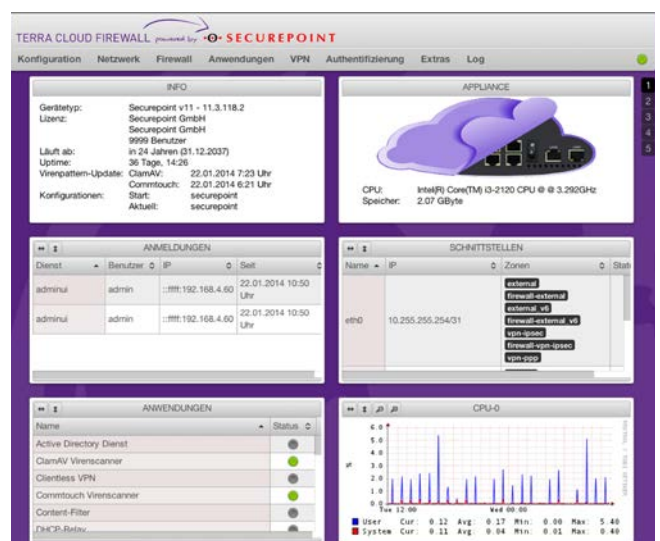 TERRA CLOUD FIREWALL powered by SECUREPOINT
Konfiguration Netzwerk Firewall Anwendungen VPN Authentifizierung Extras Log
INFO
Gerätetyp: Securepoint v11 - 11.3.118.2
Lizenz: Securepoint GmbH
Securepoint GmbH
9999 Benutzer
Läuft ab: in 24 Jahren (31.12.2037)
Uptime: 36 Tage, 14:26
Virenpattern-Update: ClamAV: 22.01.2014 7:23 Uhr
Commtouch: 22.01.2014 6:21 Uhr
Konfigurationen: Start: securepoint
Aktuell: securepoint
APPLIANCE
CPU: Intel(R) Core(TM) i3-2120 CPU @ @ 3.292GHz
Speicher: 2.07 GByte
1
2
3
4
5
ANMELDUNGEN
Dienst Benutzer IP Seit
adminui admin ::ffff:192.168.4.60 22.01.2014 10:50 Uhr
adminui admin ::ffff:192.168.4.60 22.01.2014 10:50 Uhr
SCHNITTSTELLEN
Name IP Zonen Stat
eth0 10.255.255.254/31
external
firewall-external
external_v6
firewall-external_v6
vpn-ipsec
firewall-vpn-ipsec
vpn-ppp
ANWENDUNGEN
Name Status
Active Directory Dienst
ClamAV Virenscanner
Clientless VPN
Commtouch Virenscanner
Content-Filter
DHCP-Relay
CPU-0
%
6.0
5.0
4.0
3.0
2.0
1.0
0.0
Tue 12:00 Wed 00:00
User Cur: 0.12 Avg: 0.17 Min: 0.00 Max: 5.40
System Cur: 0.11 Avg: 0.04 Min: 0.01 Max: 0.40